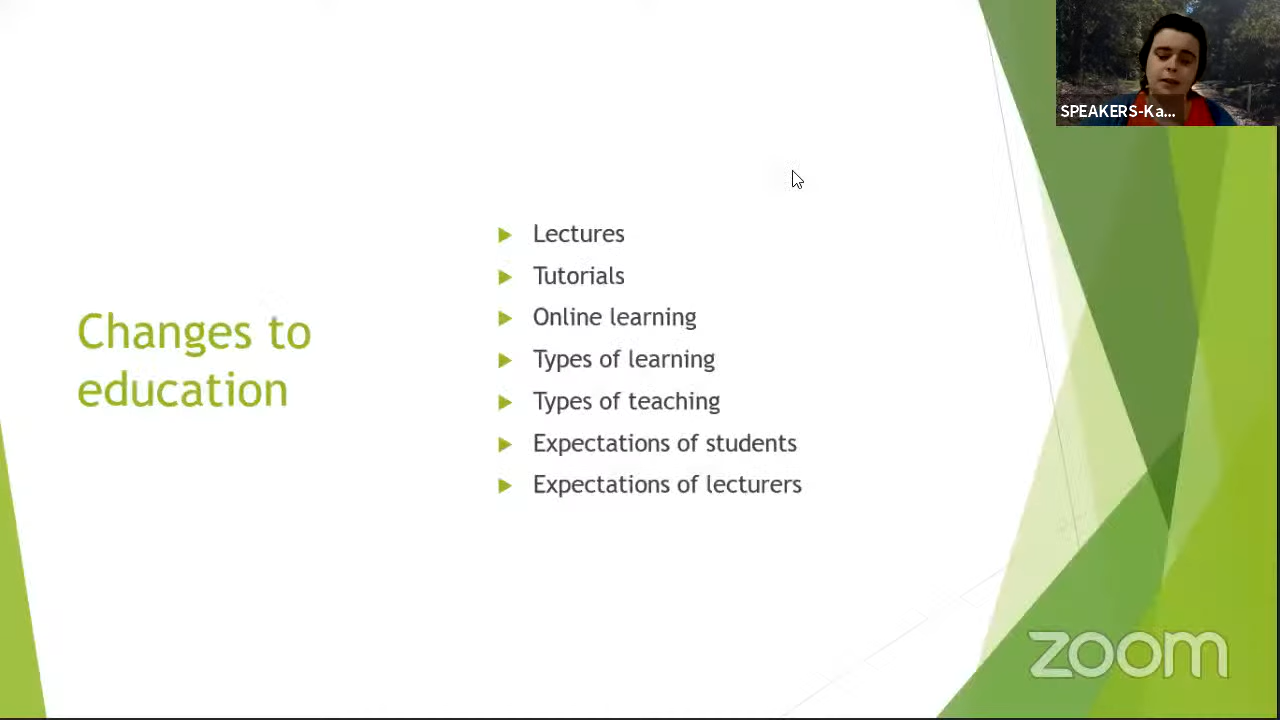 SPEAKERS-Ka...
Changes to
education
Lectures
Tutorials
Online learning
Types of learning
Types of teaching
Expectations of students
Expectations of lecturers
zoom